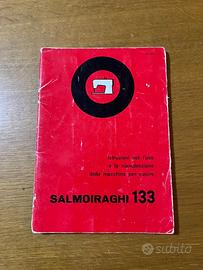 istruzioni per l'uso
e la manutenzione
della macchina per cucire
SALMOIRAGHI 133
subito